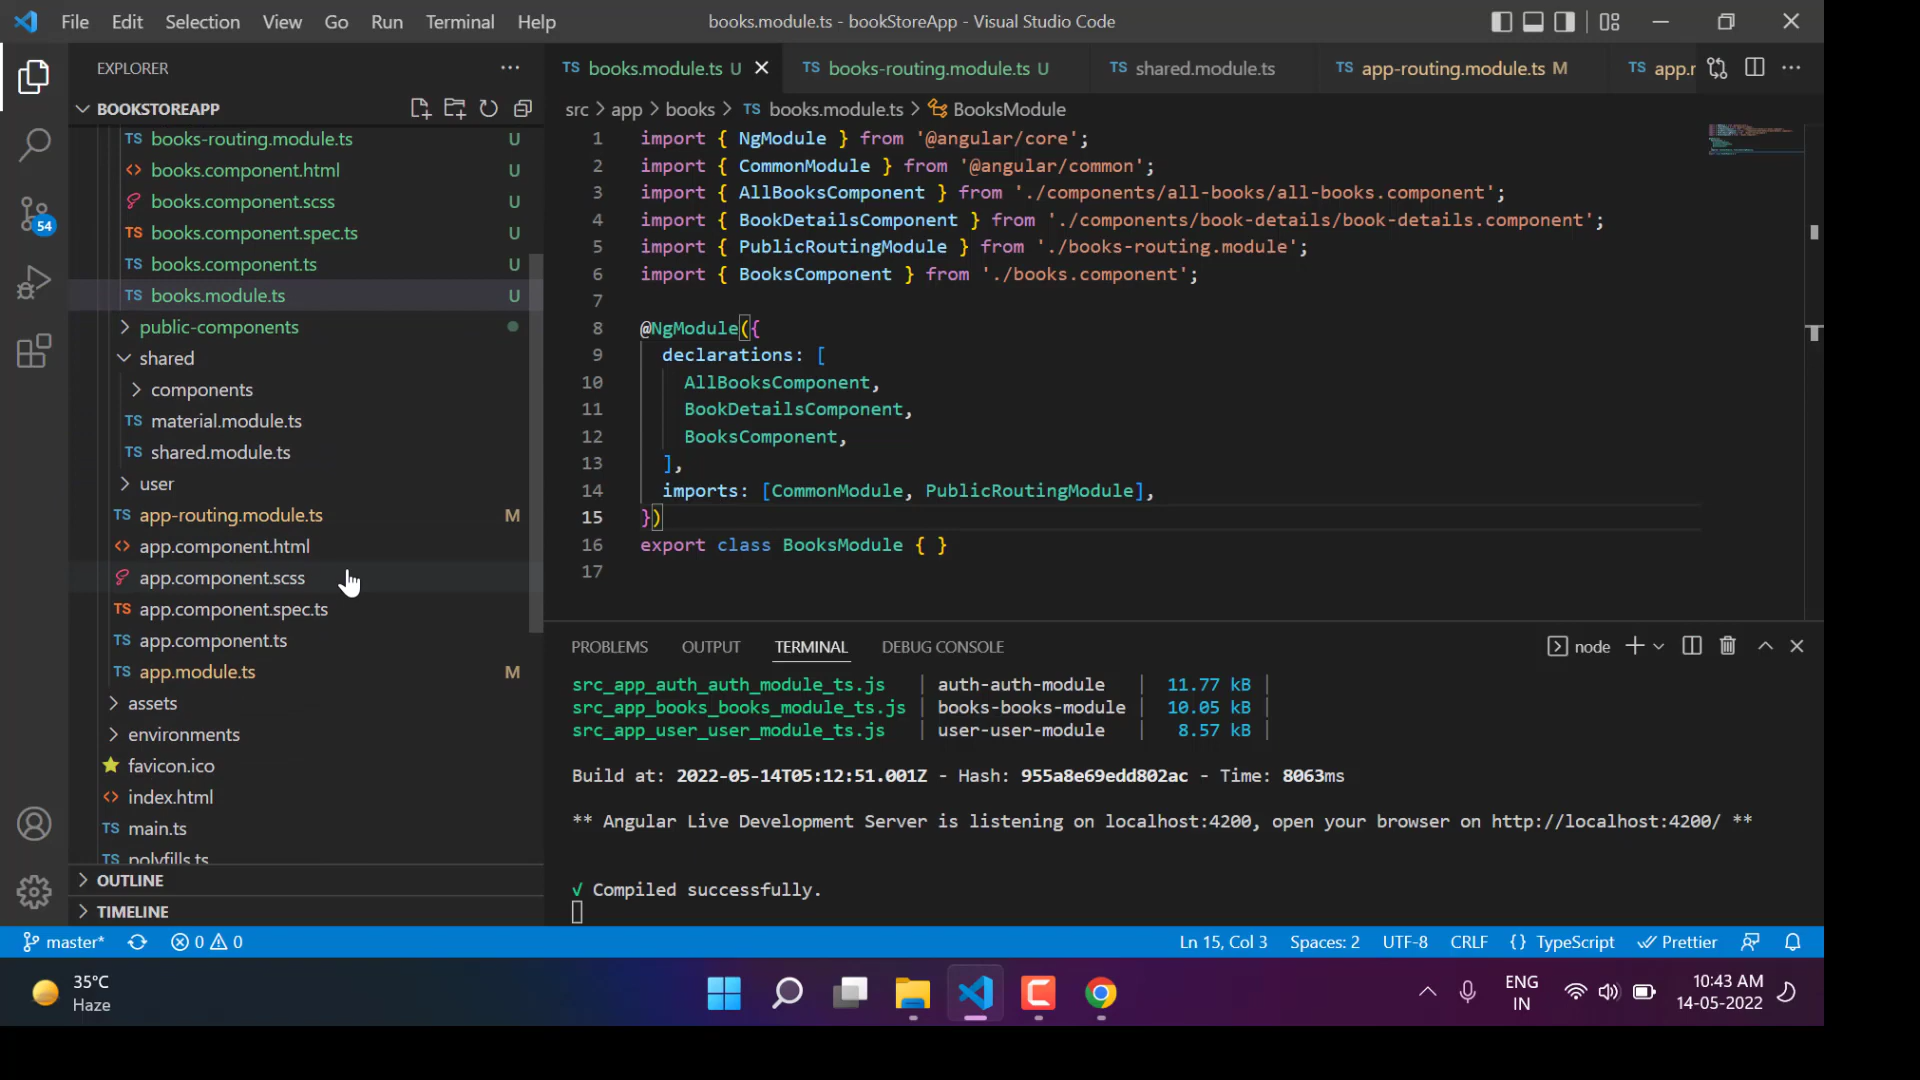 File Edit Selection View Go Run Terminal Help
books.module.ts - bookStoreApp - Visual Studio Code
EXPLORER
BOOKSTOREAPP
books-routing.module.ts U
books.component.html U
books.component.scss U
books.component.spec.ts U
books.component.ts U
books.module.ts U
public-components
shared
components
material.module.ts
shared.module.ts
user
app-routing.module.ts M
app.component.html
app.component.scss
app.component.spec.ts
app.component.ts
app.module.ts M
assets
environments
favicon.ico
index.html
main.ts
polyfills.ts
OUTLINE
TIMELINE
54
books.module.ts U books-routing.module.ts U shared.module.ts app-routing.module.ts M app.r
src > app > books > TS books.module.ts > BooksModule
1 import { NgModule } from '@angular/core';
2 import { CommonModule } from '@angular/common';
3 import { AllBooksComponent } from './components/all-books/all-books.component';
4 import { BookDetailsComponent } from './components/book-details/book-details.component';
5 import { PublicRoutingModule } from './books-routing.module';
6 import { BooksComponent } from './books.component';
7
8 @NgModule({
9 declarations: [
10 AllBooksComponent,
11 BookDetailsComponent,
12 BooksComponent,
13 ],
14 imports: [CommonModule, PublicRoutingModule],
15 })
16 export class BooksModule { }
17
PROBLEMS OUTPUT TERMINAL DEBUG CONSOLE
node
src_app_auth_auth_module_ts.js | auth-auth-module | 11.77 kB |
src_app_books_books_module_ts.js | books-books-module | 10.05 kB |
src_app_user_user_module_ts.js | user-user-module | 8.57 kB |
Build at: 2022-05-14T05:12:51.001Z - Hash: 955a8e69edd802ac - Time: 8063ms
** Angular Live Development Server is listening on localhost:4200, open your browser on http://localhost:4200/ **
√ Compiled successfully.
master* 0 0 Ln 15, Col 3 Spaces: 2 UTF-8 CRLF {} TypeScript Prettier
35°C
Haze
ENG
IN
10:43 AM
14-05-2022